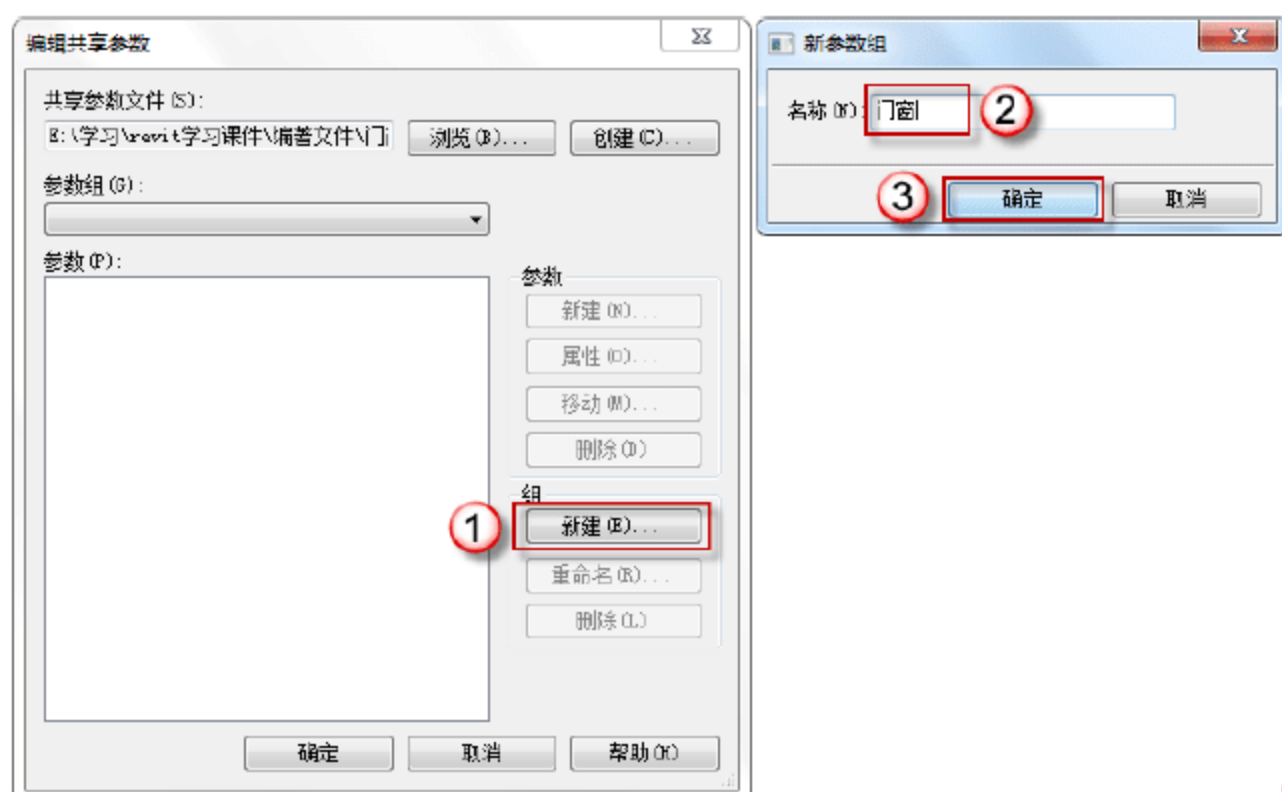 编辑共享参数
共享参数文件(S):
E:\学习\revit学习课件\编著文件\门
浏览(B)...
创建(C)...
参数组(G):
参数(P):
参数
新建(N)...
属性(O)...
移动(M)...
删除(D)
组
1
新建(E)...
重命名(R)...
删除(L)
确定
取消
帮助(H)
新参数组
名称(N):
门窗
2
3
确定
取消